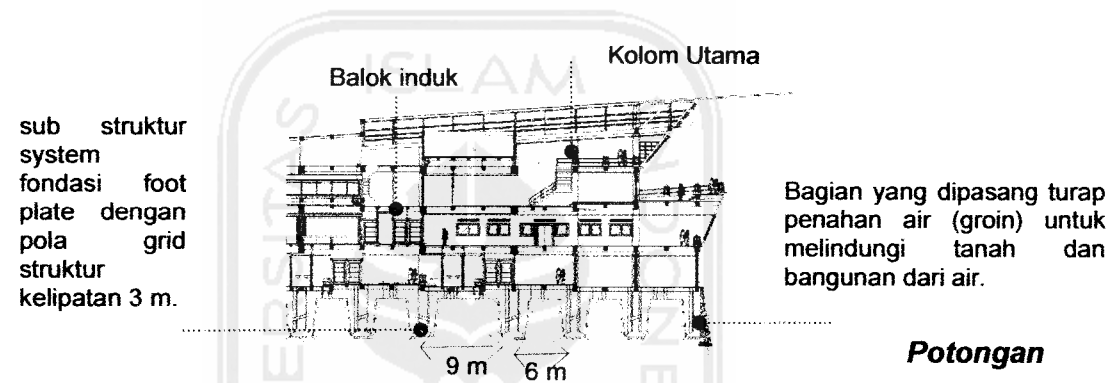 Kolom Utama
Balok induk
sub struktur
system
fondasi foot
plate dengan
pola grid
struktur
kelipatan 3 m.
Bagian yang dipasang turap
penahan air (groin) untuk
melindungi tanah dan
bangunan dari air.
9 m
6 m
Potongan
ISLAM